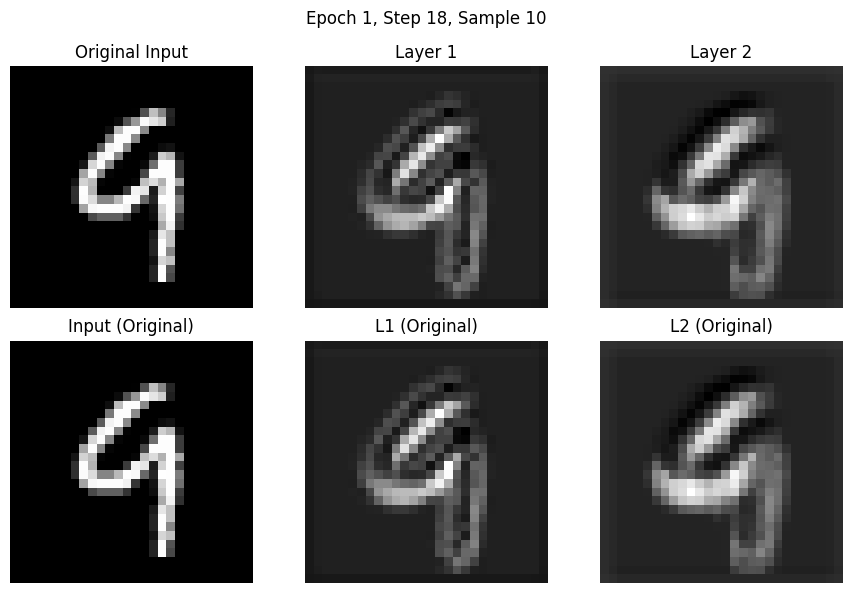 Epoch 1, Step 18, Sample 10
Original Input Layer 1 Layer 2
Input (Original) L1 (Original) L2 (Original)